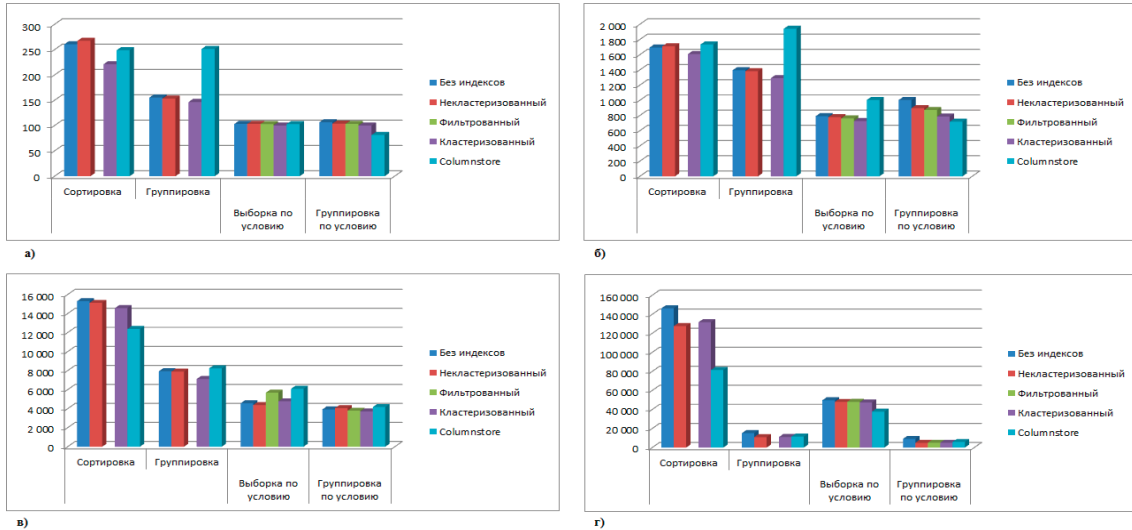 300
250
200
150
100
50
0
Сортировка
Группировка
Выборка по
условию
Группировка
по условию
Без индексов
Некластеризованный
Фильтрованный
Кластеризованный
Columnstore
а)
2 000
1 800
1 600
1 400
1 200
1 000
800
600
400
200
0
Сортировка
Группировка
Выборка по
условию
Группировка
по условию
Без индексов
Некластеризованный
Фильтрованный
Кластеризованный
Columnstore
б)
16 000
14 000
12 000
10 000
8 000
6 000
4 000
2 000
0
Сортировка
Группировка
Выборка по
условию
Группировка
по условию
Без индексов
Некластеризованный
Фильтрованный
Кластеризованный
Columnstore
в)
160 000
140 000
120 000
100 000
80 000
60 000
40 000
20 000
0
Сортировка
Группировка
Выборка по
условию
Группировка
по условию
Без индексов
Некластеризованный
Фильтрованный
Кластеризованный
Columnstore
г)